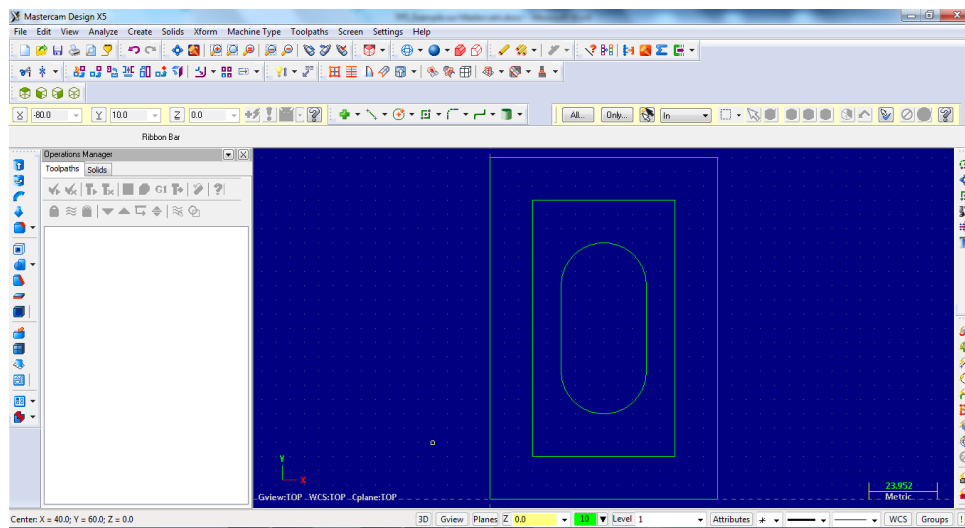 Mastercam Design X5
File Edit View Analyze Create Solids Xform Machine Type Toolpaths Screen Settings Help
X -80.0 Y 10.0 Z 0.0 All... Only... In
Ribbon Bar
Operations Manager
Toolpaths Solids
G1
Y
X
Gview:TOP WCS:TOP Cplane:TOP
23.952
Metric
Center: X = 40.0; Y = 60.0; Z = 0.0 3D Gview Planes Z 0.0 10 Level 1 Attributes WCS Groups